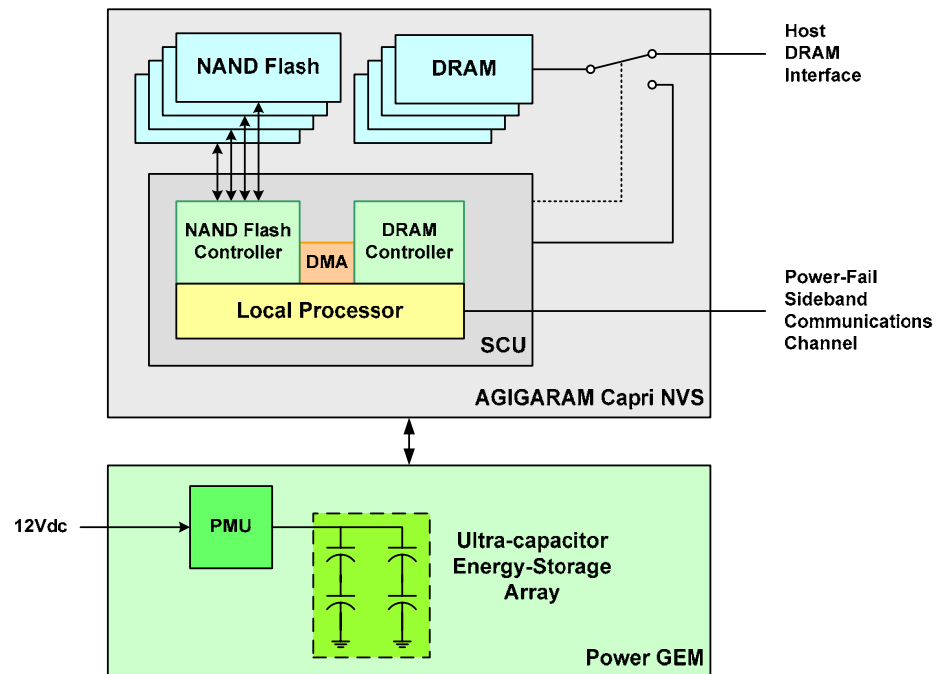 NAND Flash
DRAM
Host
DRAM
Interface
NAND Flash
Controller
DMA
DRAM
Controller
Local Processor
SCU
Power-Fail
Sideband
Communications
Channel
AGIGARAM Capri NVS
12Vdc
PMU
Ultra-capacitor
Energy-Storage
Array
Power GEM